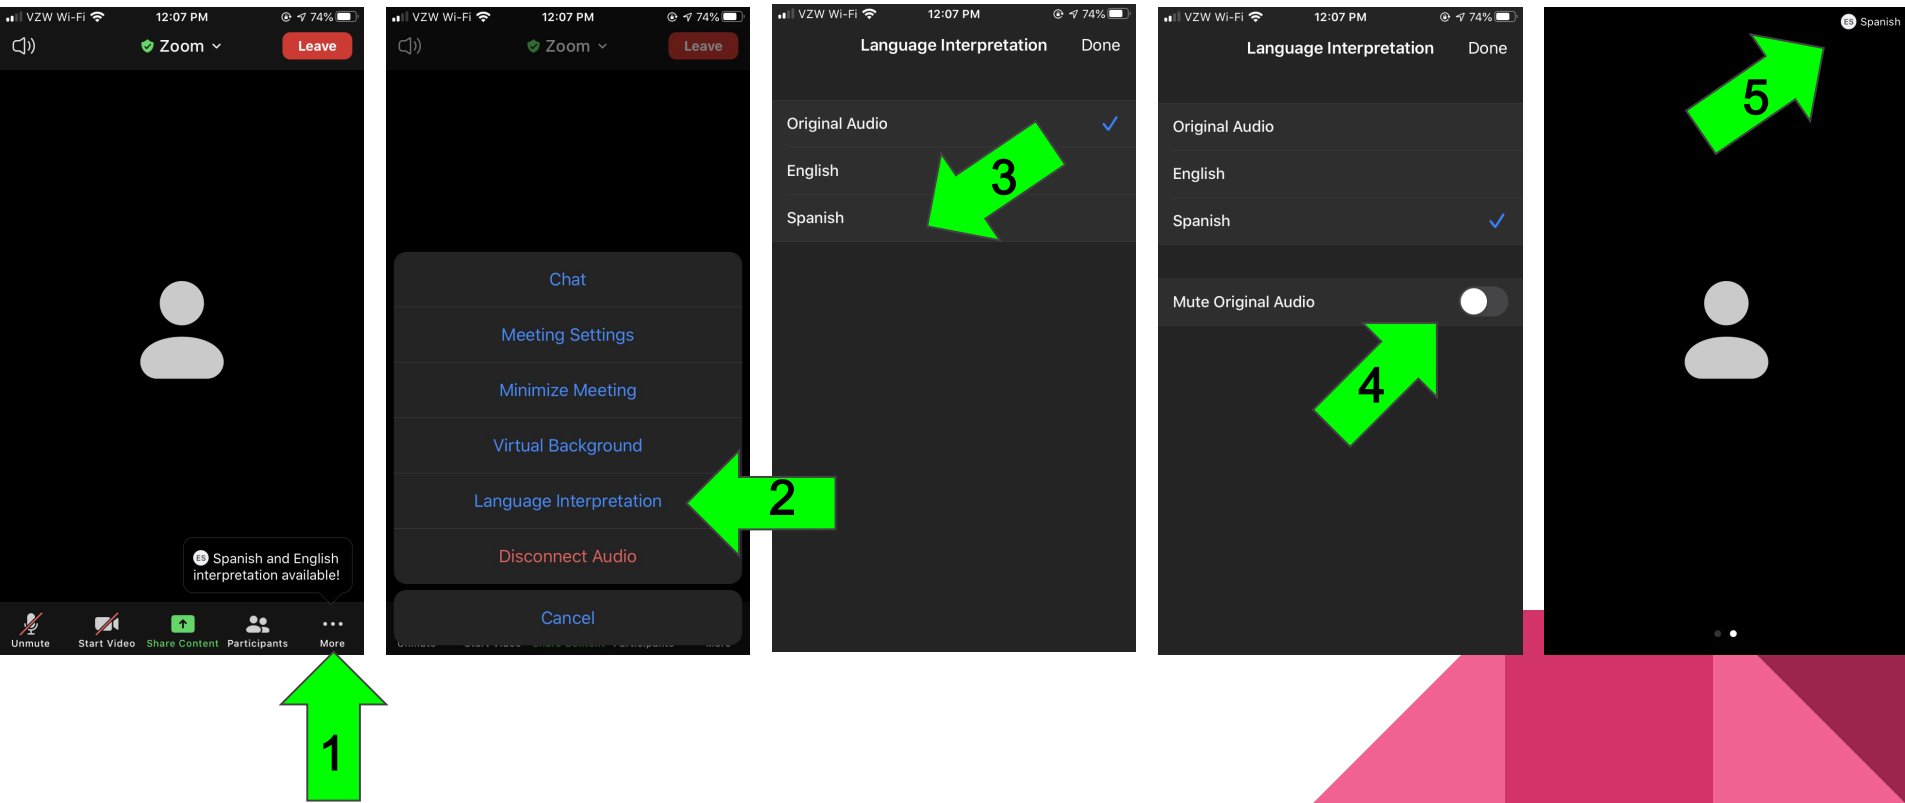 VZW Wi-Fi 12:07 PM 74%
Zoom
Leave
ES Spanish and English
interpretation available!
Unmute Start Video Share Content Participants More
1
VZW Wi-Fi 12:07 PM 74%
Zoom
Leave
Chat
Meeting Settings
Minimize Meeting
Virtual Background
Language Interpretation
Disconnect Audio
Cancel
2
VZW Wi-Fi 12:07 PM 74%
Language Interpretation Done
Original Audio
English
Spanish
3
VZW Wi-Fi 12:07 PM 74%
Language Interpretation Done
Original Audio
English
Spanish
Mute Original Audio
4
ES Spanish
5